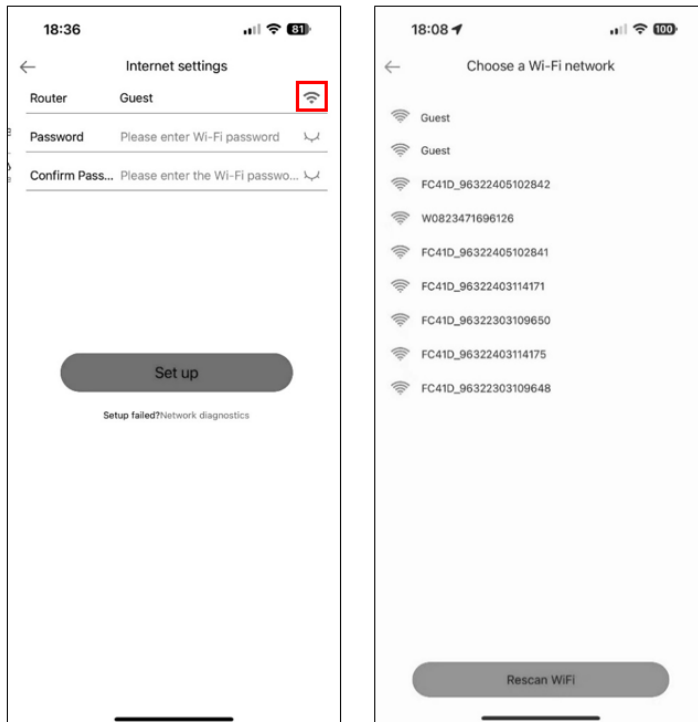 18:36
81
Internet settings
Router Guest
Password Please enter Wi-Fi password
Confirm Pass... Please enter the Wi-Fi passwo...
Set up
Setup failed?Network diagnostics
18:08
100
Choose a Wi-Fi network
Guest
Guest
FC41D_96322405102842
W0823471696126
FC41D_96322405102841
FC41D_96322403114171
FC41D_96322303109650
FC41D_96322403114175
FC41D_96322303109648
Rescan WiFi